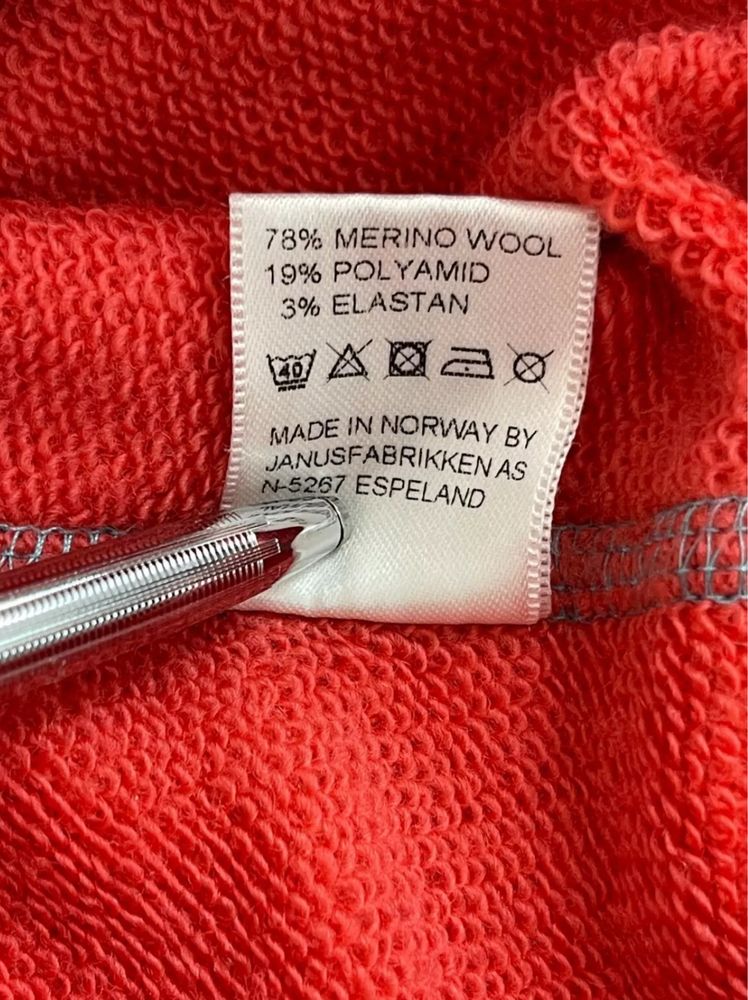 78% MERINO WOOL
19% POLYAMID
3% ELASTAN
40
MADE IN NORWAY BY
JANUSFABRIKKEN AS
N-5267 ESPELAND